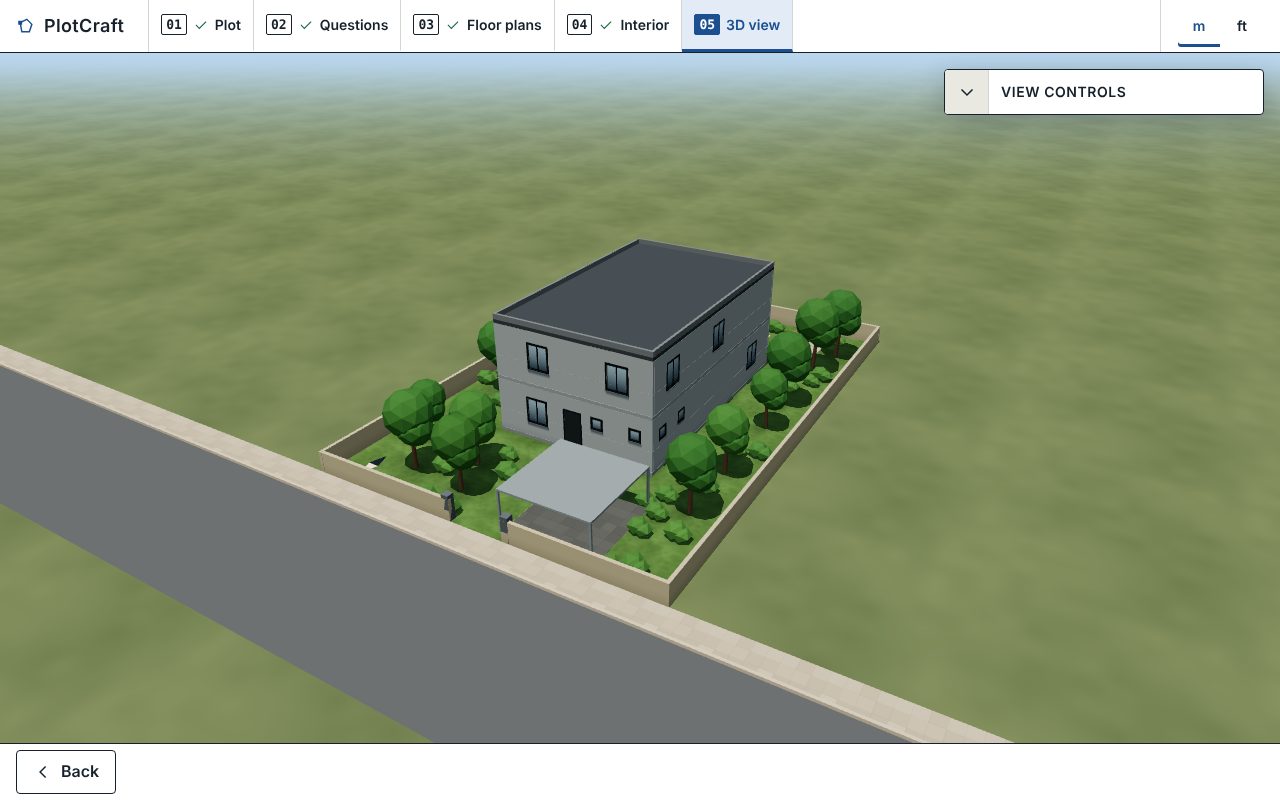 PlotCraft
01 Plot
02 Questions
03 Floor plans
04 Interior
05 3D view
m
ft
VIEW CONTROLS
Back